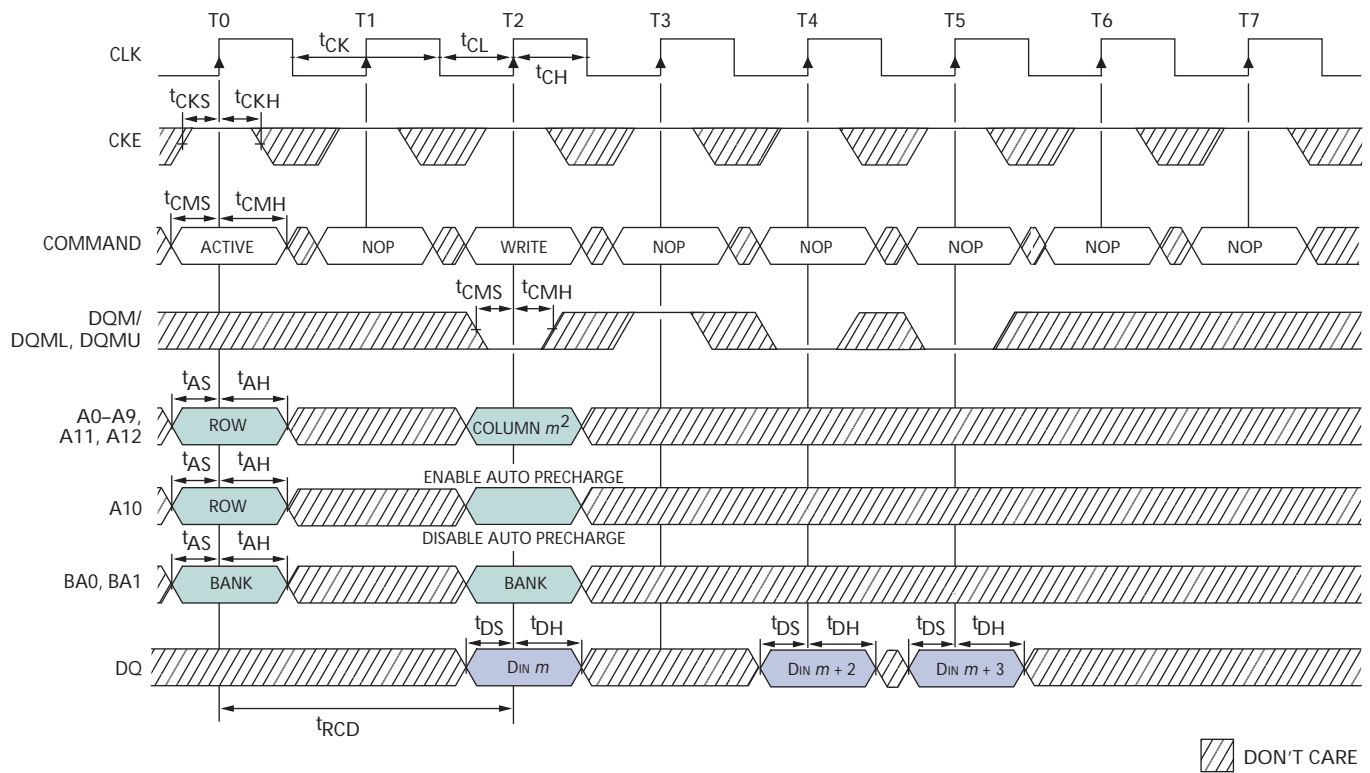 T0 T1 T2 T3 T4 T5 T6 T7
CLK tCK tCL tCH
tCKS tCKH
CKE
tCMS tCMH
COMMAND ACTIVE NOP WRITE NOP NOP NOP NOP NOP
tCMS tCMH
DQM/
DQML, DQMU
tAS tAH
A0–A9,
A11, A12
ROW COLUMN m2
tAS tAH ENABLE AUTO PRECHARGE
A10 ROW
DISABLE AUTO PRECHARGE
tAS tAH
BA0, BA1 BANK BANK
tDS tDH tDS tDH tDS tDH
DQ DIN m DIN m + 2 DIN m + 3
tRCD
DON'T CARE